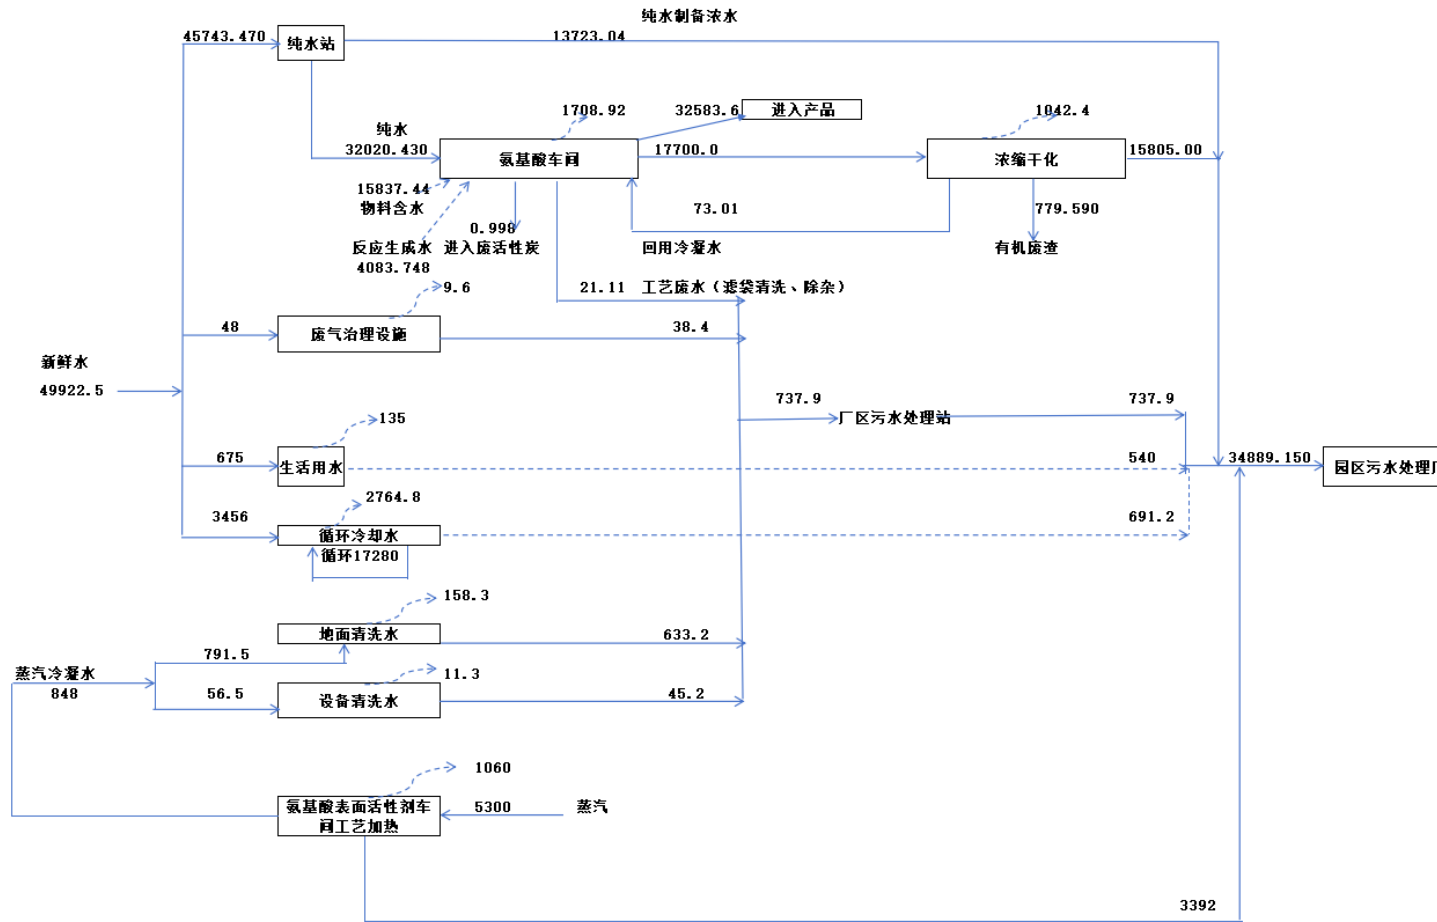 纯水制备浓水
45743.470
纯水站
13723.04
1708.92
32583.6
进入产品
1042.4
纯水
32020.430
氨基酸车间
17700.0
浓缩干化
15805.00
15837.44
物料含水
73.01
779.590
0.998
反应生成水
进入废活性炭
回用冷凝水
有机废渣
4083.748
9.6
21.11
工艺废水（滤袋清洗、除杂）
48
废气治理设施
38.4
新鲜水
49922.5
737.9
737.9
135
厂区污水处理站
675
生活用水
540
34889.150
园区污水处理厂
2764.8
3456
循环冷却水
691.2
循环17280
158.3
地面清洗水
633.2
791.5
蒸汽冷凝水
848
11.3
56.5
设备清洗水
45.2
1060
氨基酸表面活性剂车
间工艺加热
5300
蒸汽
3392